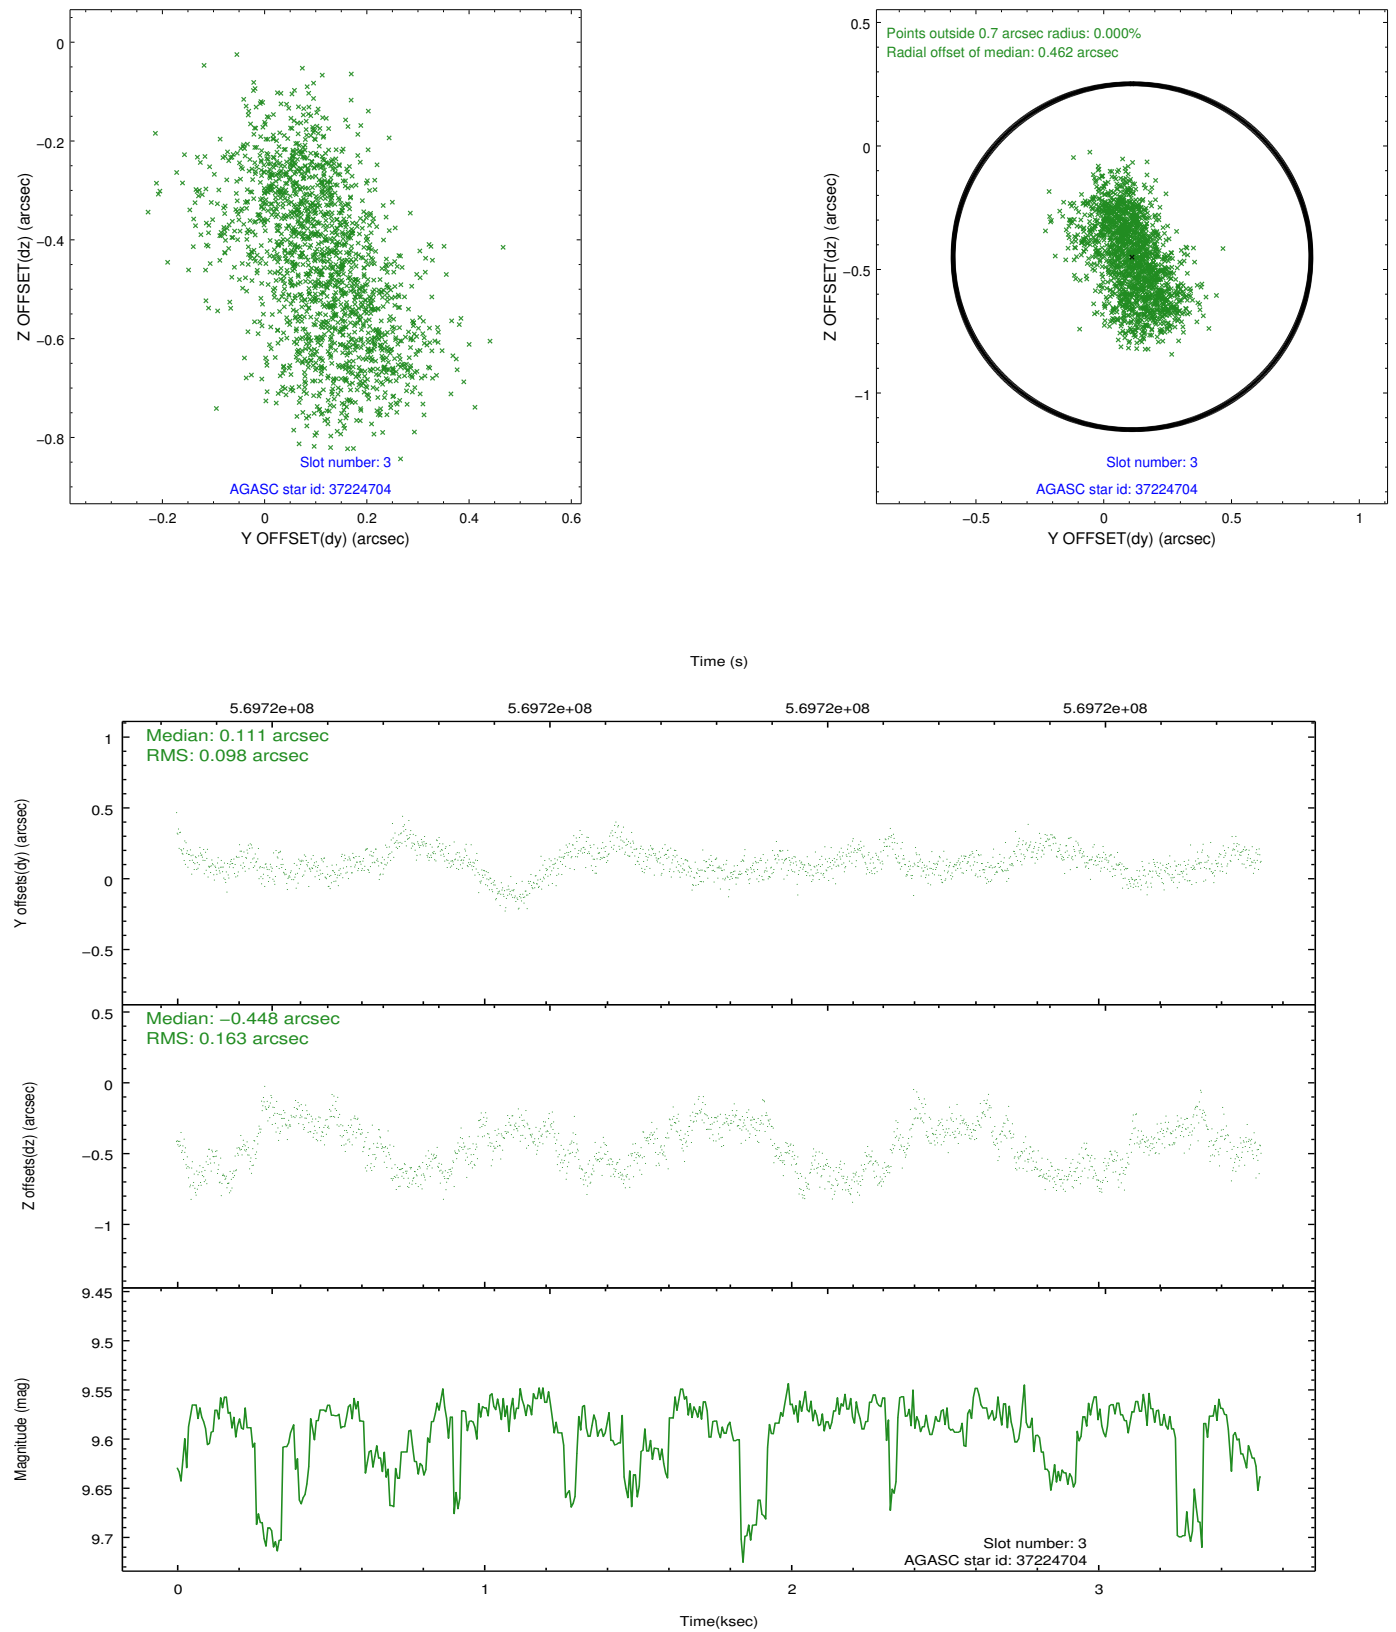 0
−0.2
−0.4
−0.6
−0.8
Z OFFSET(dz) (arcsec)
Slot number: 3
AGASC star id: 37224704
−0.2 0 0.2 0.4 0.6
Y OFFSET(dy) (arcsec)
Points outside 0.7 arcsec radius: 0.000%
Radial offset of median: 0.462 arcsec
0.5
0
−0.5
−1
Z OFFSET(dz) (arcsec)
Slot number: 3
AGASC star id: 37224704
−0.5 0 0.5 1
Y OFFSET(dy) (arcsec)
Time (s)
5.6972e+08 5.6972e+08 5.6972e+08 5.6972e+08
Median: 0.111 arcsec
RMS: 0.098 arcsec
1
0.5
0
−0.5
Y offsets(dy) (arcsec)
Median: −0.448 arcsec
RMS: 0.163 arcsec
0.5
0
−0.5
−1
Z offsets(dz) (arcsec)
9.45
9.5
9.55
9.6
9.65
9.7
Magnitude (mag)
Slot number: 3
AGASC star id: 37224704
0 1 2 3
Time(ksec)